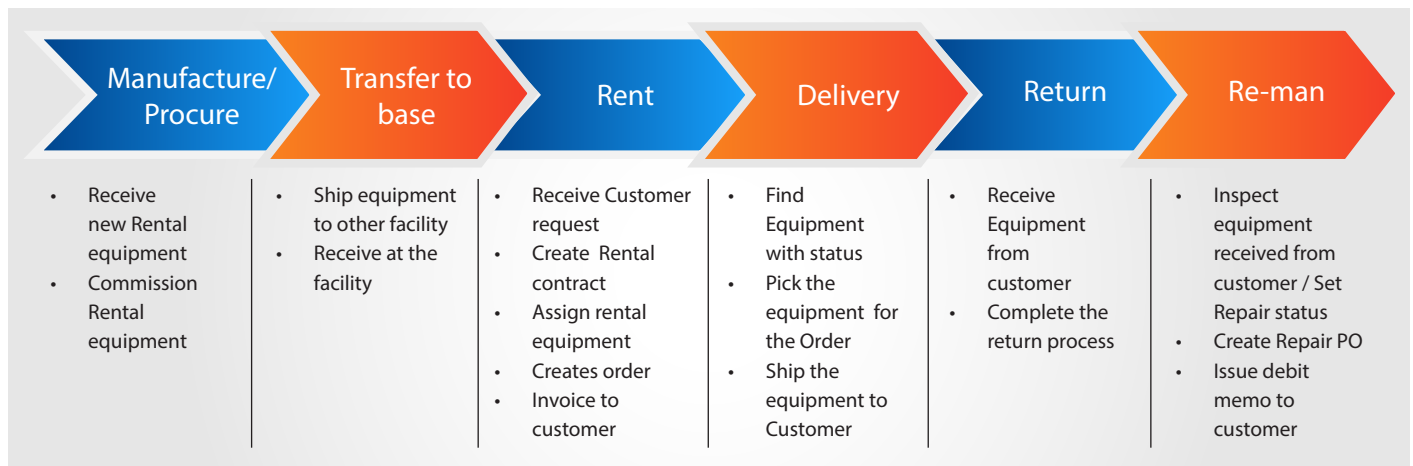 Manufacture/
Procure
Transfer to
base
Rent
Delivery
Return
Re-man
• Receive
new Rental
equipment
• Commission
Rental
equipment
• Ship equipment
to other facility
• Receive at the
facility
• Receive Customer
request
• Create Rental
contract
• Assign rental
equipment
• Creates order
• Invoice to
customer
• Find
Equipment
with status
• Pick the
equipment for
the Order
• Ship the
equipment to
Customer
• Receive
Equipment
from
customer
• Complete the
return process
• Inspect
equipment
received from
customer / Set
Repair status
• Create Repair PO
• Issue debit
memo to
customer